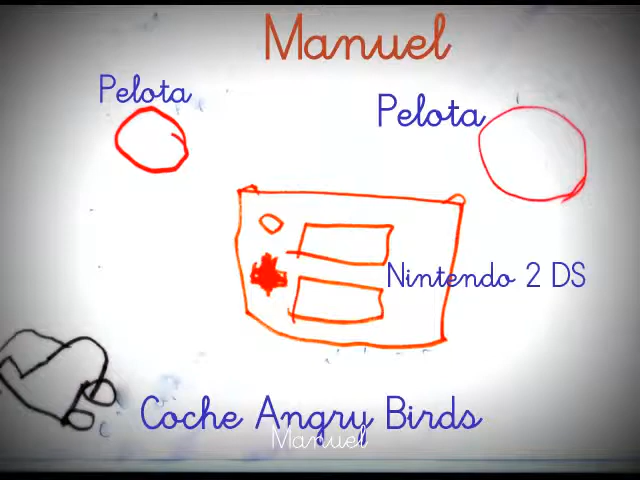 Manuel
Pelota
Pelota
Nintendo 2 DS
Coche Angry Birds
Manuel